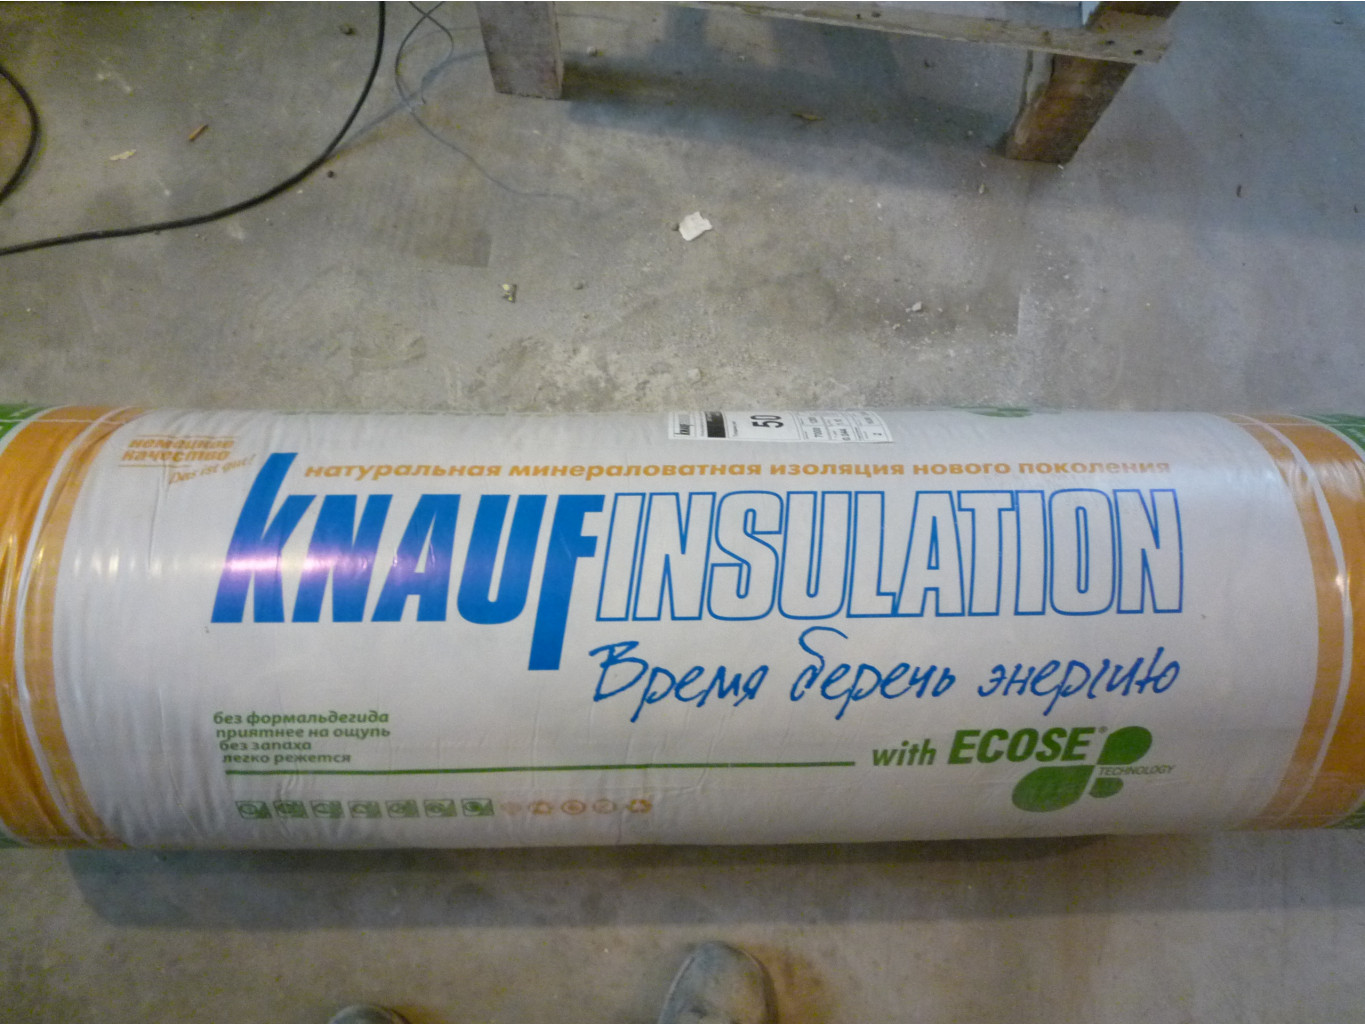 50
немецкое
качество
Das ist gut!
натуральная минераловатная изоляция нового поколения
KNAUFINSULATION
Время беречь энергию
без формальдегида
приятнее на ощупь
без запаха
легко режется
with ECOSE®
TECHNOLOGY